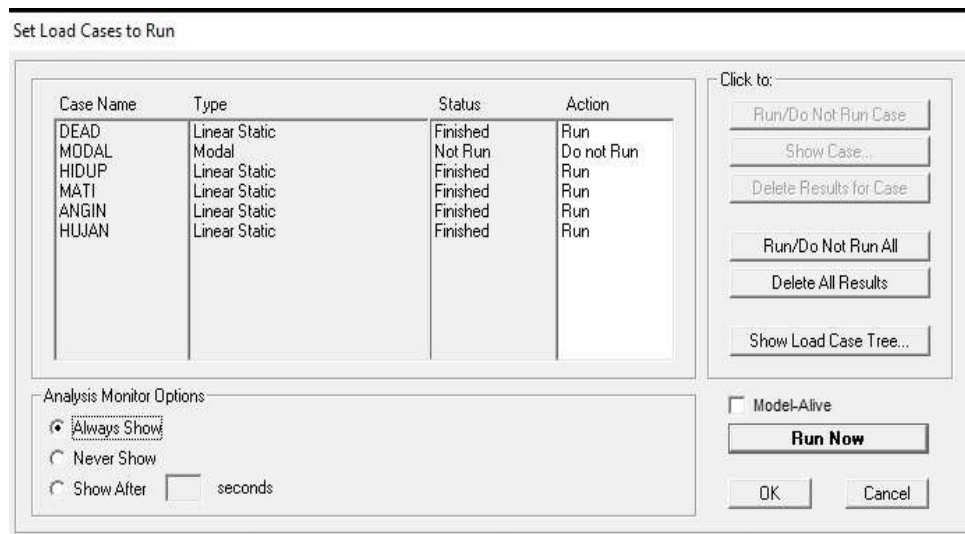 Set Load Cases to Run
Case Name Type Status Action
DEAD Linear Static Finished Run
MODAL Modal Not Run Do not Run
HIDUP Linear Static Finished Run
MATI Linear Static Finished Run
ANGIN Linear Static Finished Run
HUJAN Linear Static Finished Run
Click to:
Run/Do Not Run Case
Show Case...
Delete Results for Case
Run/Do Not Run All
Delete All Results
Show Load Case Tree...
Analysis Monitor Options
Always Show
Never Show
Show After seconds
Model-Alive
Run Now
OK Cancel